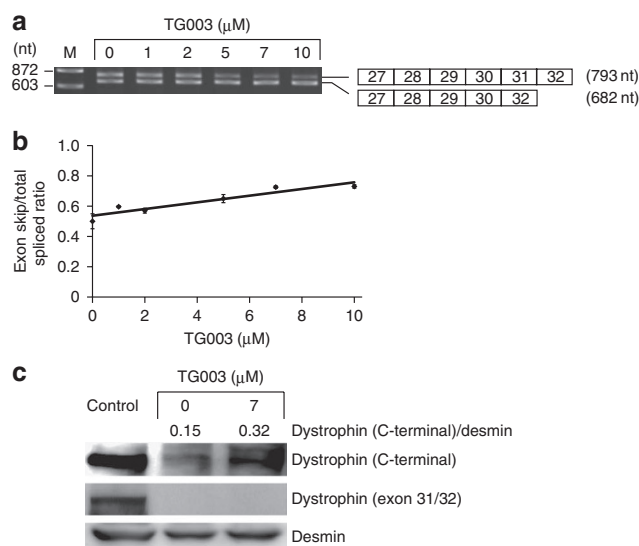 a
TG003 (μM)
(nt) M 0 1 2 5 7 10
872
603
27 28 29 30 31 32 (793 nt)
27 28 29 30 32 (682 nt)
b
Exon skip/total
spliced ratio
1.0
0.8
0.6
0.4
0.2
0
0 2 4 6 8 10
TG003 (μM)
c
TG003 (μM)
Control 0 7
0.15 0.32 Dystrophin (C-terminal)/desmin
Dystrophin (C-terminal)
Dystrophin (exon 31/32)
Desmin